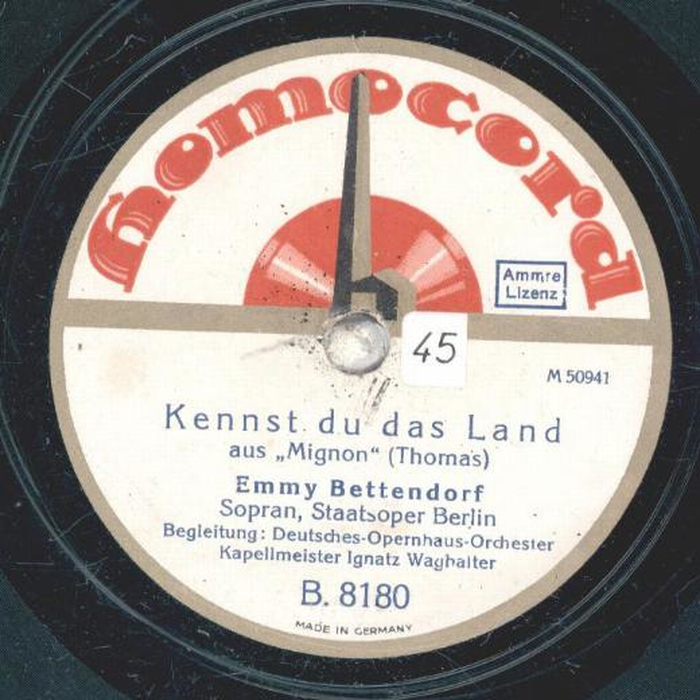 homocord
Ammre
Lizenz
45
M 50941
Kennst du das Land
aus „Mignon“ (Thomas)
Emmy Bettendorf
Sopran, Staatsoper Berlin
Begleitung: Deutsches-Opernhaus-Orchester
Kapellmeister Ignatz Waghalter
B. 8180
MADE IN GERMANY